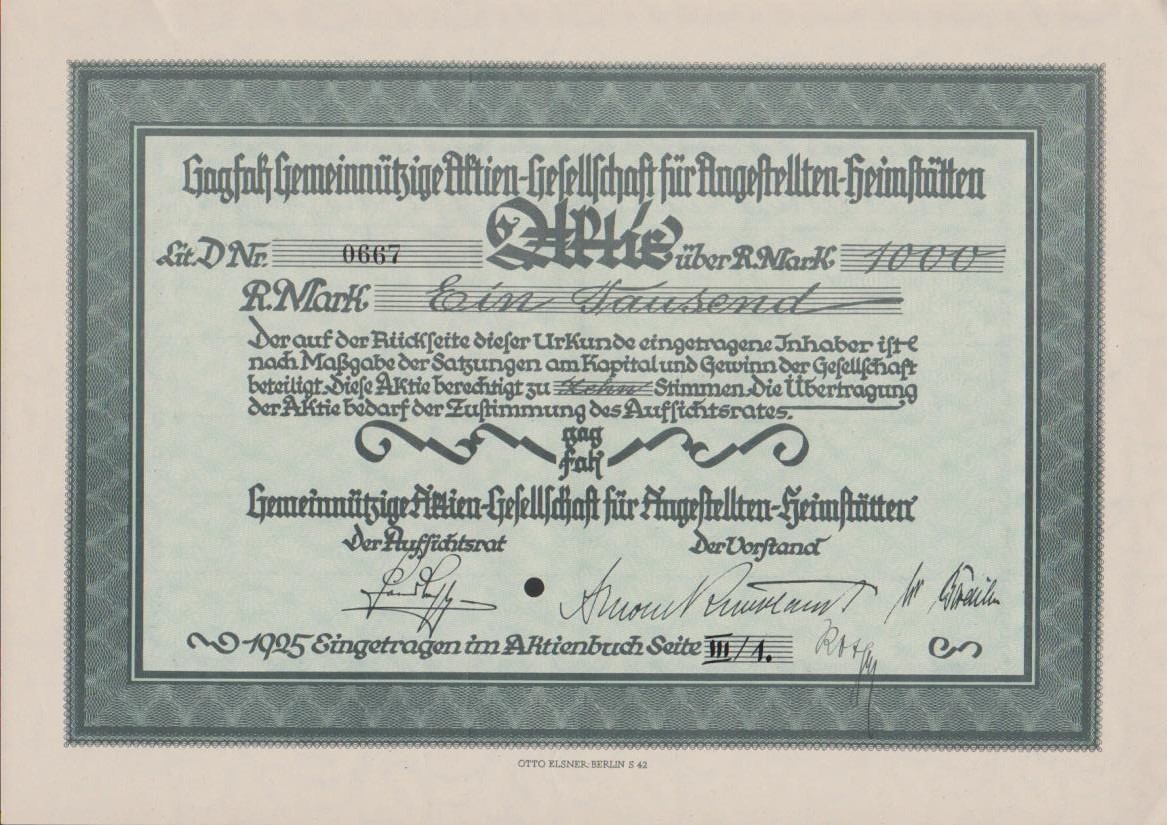 Gagfah Gemeinnützige Aktien-Gesellschaft für Angestellten-Heimstätten
Lit. D Nr. 0667 Aktie über R.Mark 1000
R.Mark Ein Tausend
Der auf der Rückseite dieser Urkunde eingetragene Inhaber ist
nach Maßgabe der Satzungen am Kapital und Gewinn der Gesellschaft
beteiligt. Diese Aktie berechtigt zu Zehn Stimmen. Die Übertragung
der Aktie bedarf der Zustimmung des Aufsichtsrates.
gag
fah
Gemeinnützige Aktien-Gesellschaft für Angestellten-Heimstätten
Der Aufsichtsrat Der Vorstand
1925 Eingetragen im Aktienbuch Seite III/1.
OTTO ELSNER·BERLIN S 42